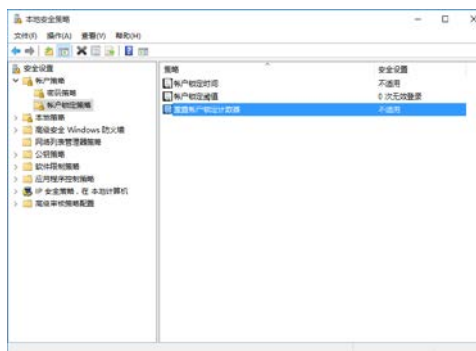 本地安全策略
文件(F) 操作(A) 查看(V) 帮助(H)
安全设置
帐户策略
密码策略
帐户锁定策略
本地策略
高级安全 Windows 防火墙
网络列表管理器策略
公钥策略
软件限制策略
应用程序控制策略
IP 安全策略，在 本地计算机
高级审核策略配置
策略 安全设置
帐户锁定时间 不适用
帐户锁定阈值 0 次无效登录
重置帐户锁定计数器 不适用